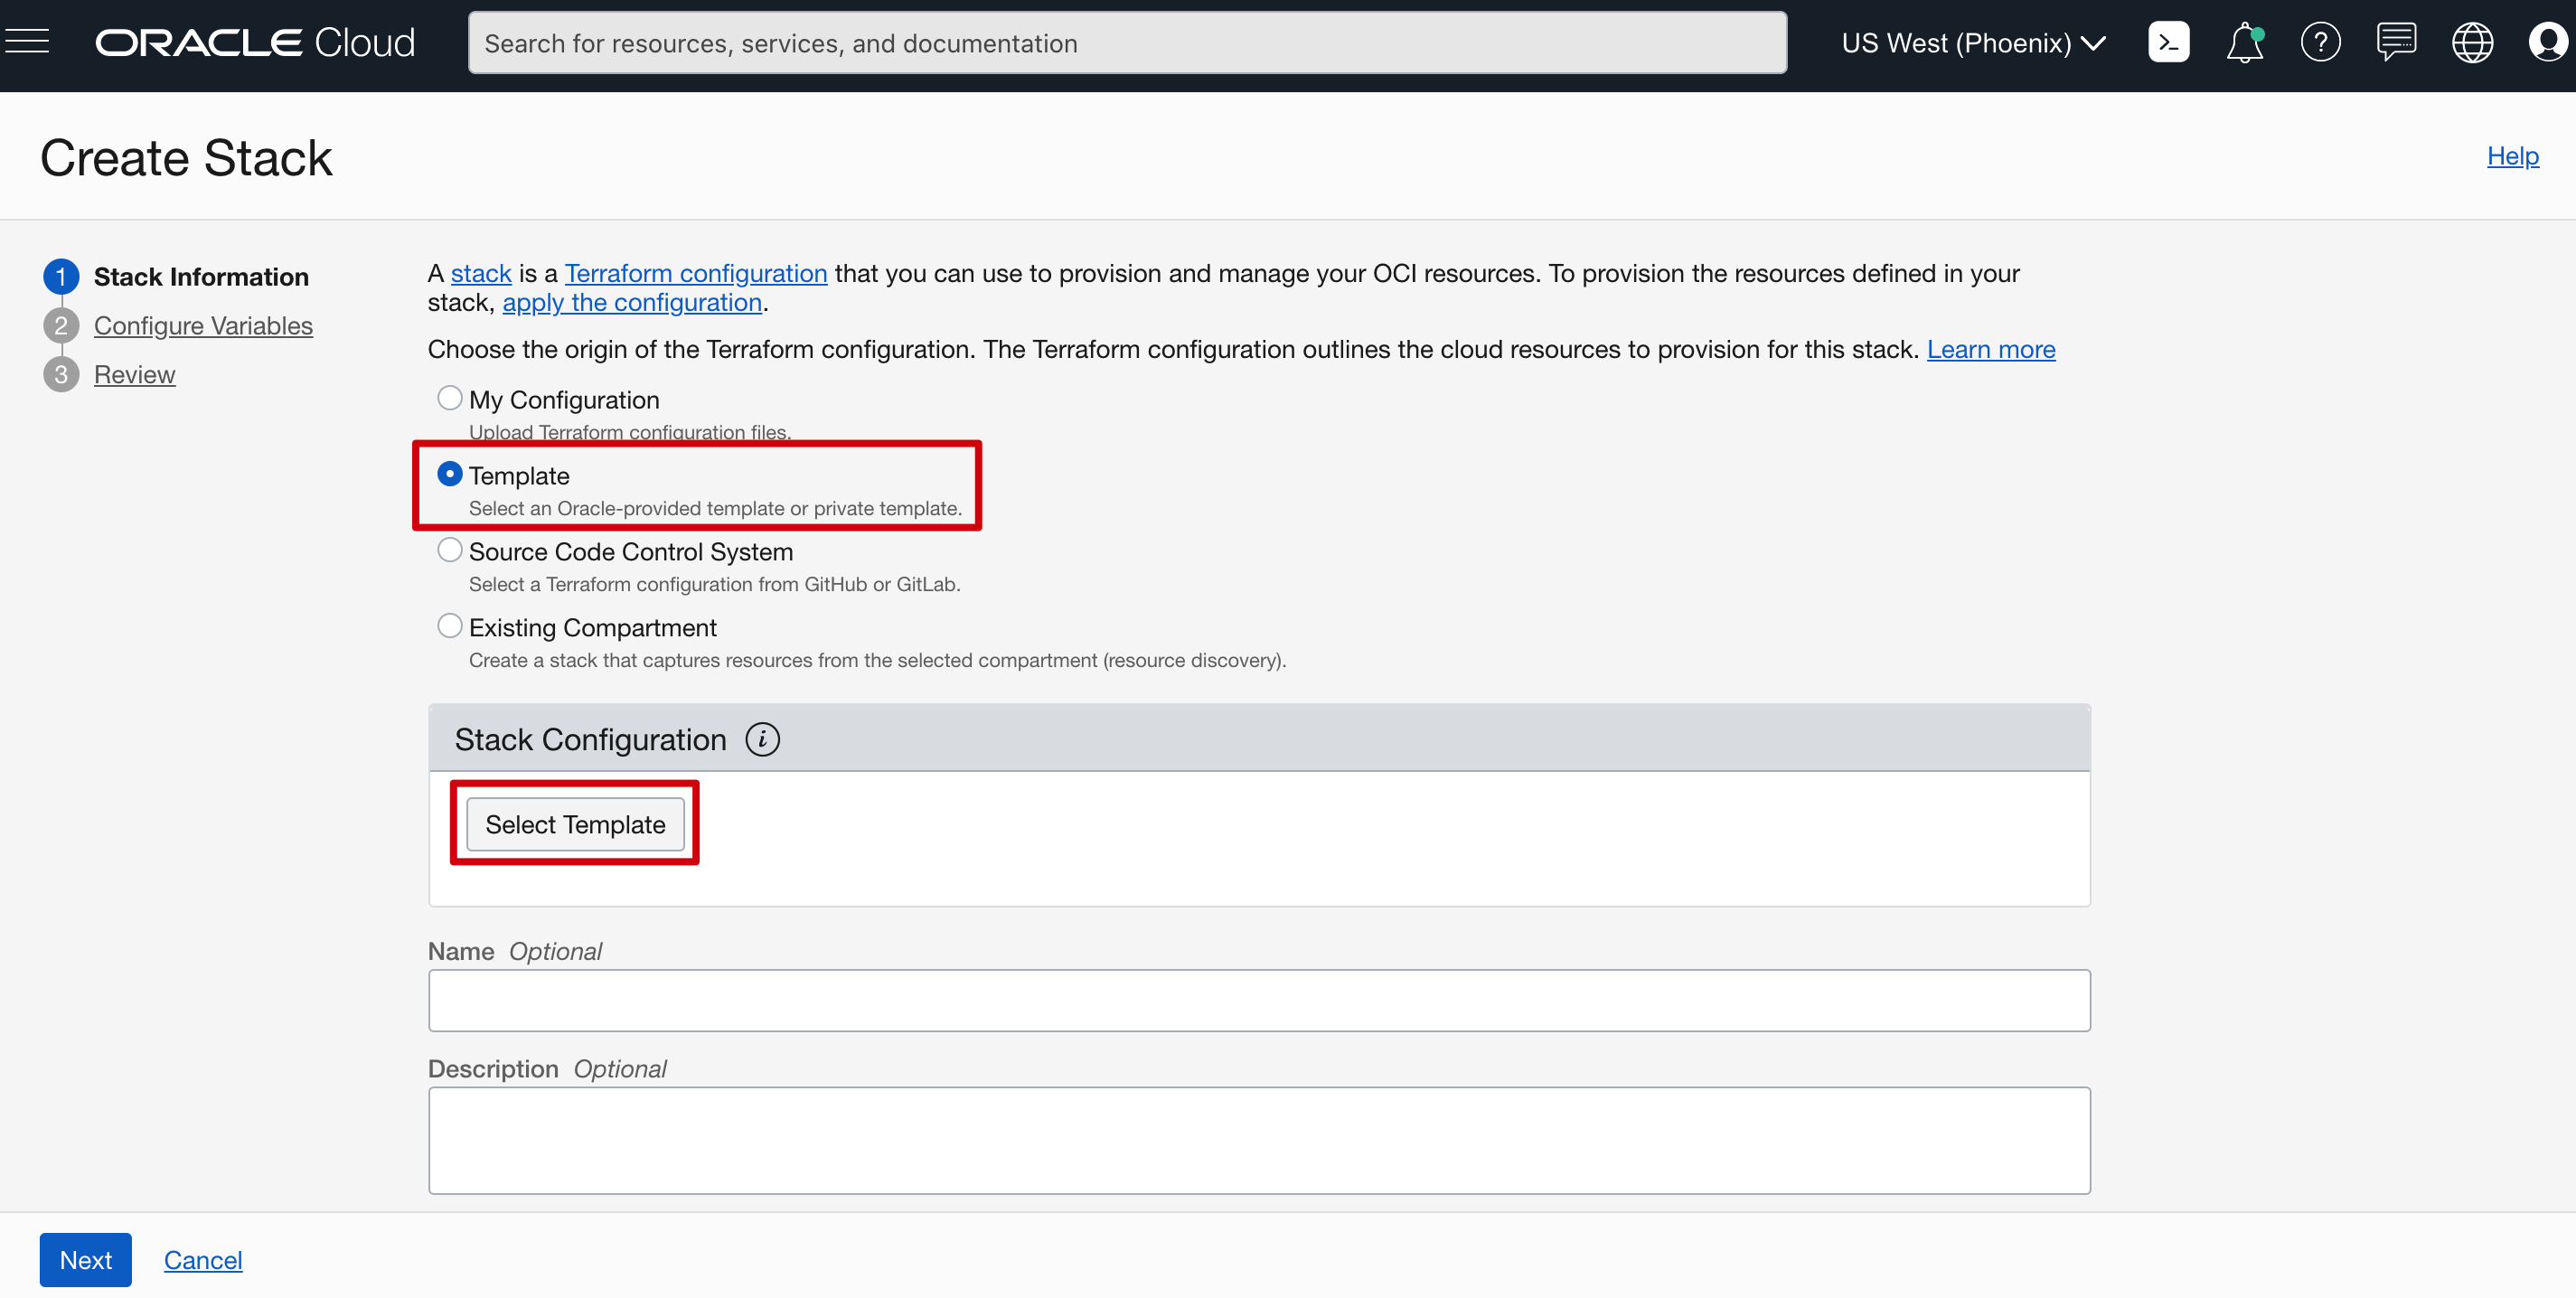 ORACLE Cloud
Search for resources, services, and documentation
US West (Phoenix)
Create Stack
Help
1 Stack Information
2 Configure Variables
3 Review
A stack is a Terraform configuration that you can use to provision and manage your OCI resources. To provision the resources defined in your
stack, apply the configuration.
Choose the origin of the Terraform configuration. The Terraform configuration outlines the cloud resources to provision for this stack. Learn more
My Configuration
Upload Terraform configuration files.
Template
Select an Oracle-provided template or private template.
Source Code Control System
Select a Terraform configuration from GitHub or GitLab.
Existing Compartment
Create a stack that captures resources from the selected compartment (resource discovery).
Stack Configuration
Select Template
Name Optional
Description Optional
Next
Cancel